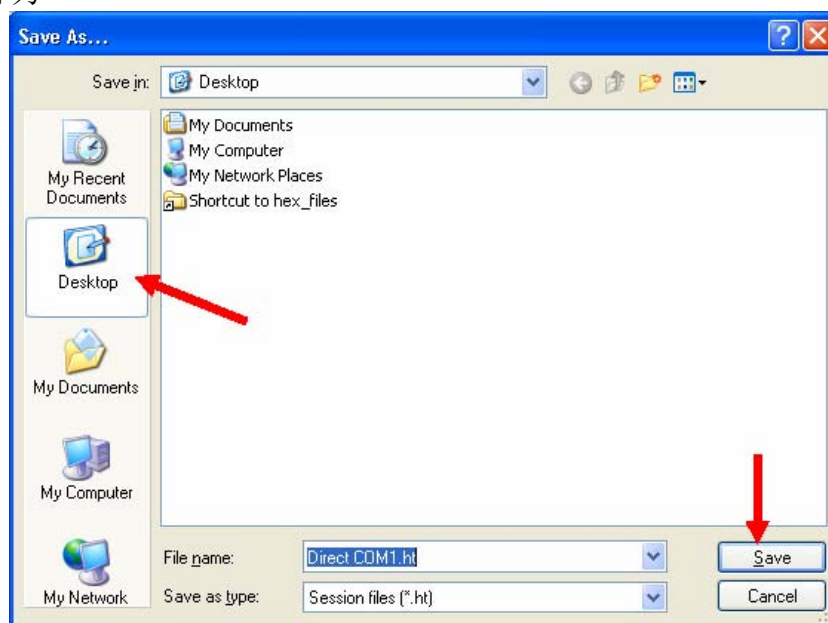 Save As...
Save in:
Desktop
My Recent
Documents
Desktop
My Documents
My Computer
My Network
My Documents
My Computer
My Network Places
Shortcut to hex_files
File name:
Direct COM1.ht
Save
Save as type:
Session files (*.ht)
Cancel